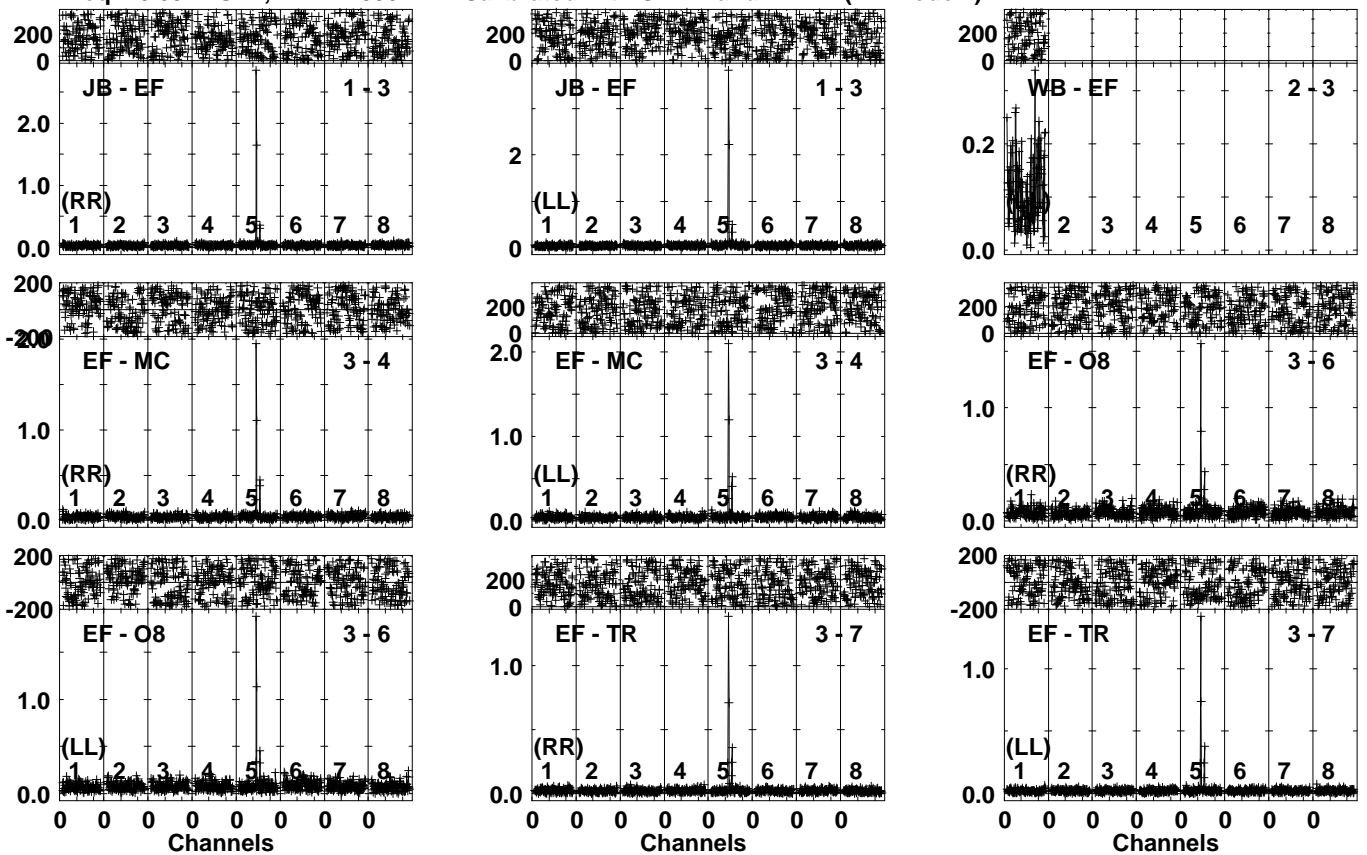 200 200 200
0 0 0
JB - EF 1 - 3 JB - EF 1 - 3 WB - EF 2 - 3
2.0 2 0.2
1.0
(RR) (LL)
1 2 3 4 5 6 7 8 1 2 3 4 5 6 7 8 2 3 4 5 6 7 8
0.0 0 0.0
200 200 200
-200 0 0
2.0 EF - MC 3 - 4 2.0 EF - MC 3 - 4 EF - O8 3 - 6
1.0 1.0 1.0
(RR) (LL) (RR)
1 2 3 4 5 6 7 8 1 2 3 4 5 6 7 8 1 2 3 4 5 6 7 8
0.0 0.0 0.0
200 200 200
-200 0 -200
EF - O8 3 - 6 EF - TR 3 - 7 EF - TR 3 - 7
1.0 1.0 1.0
(LL) (RR) (LL)
1 2 3 4 5 6 7 8 1 2 3 4 5 6 7 8 1 2 3 4 5 6 7 8
0.0 0.0 0.0
0 0 0 0 0 0 0 0 0 0 0 0 0 0 0 0 0 0 0 0 0 0 0 0
Channels Channels Channels